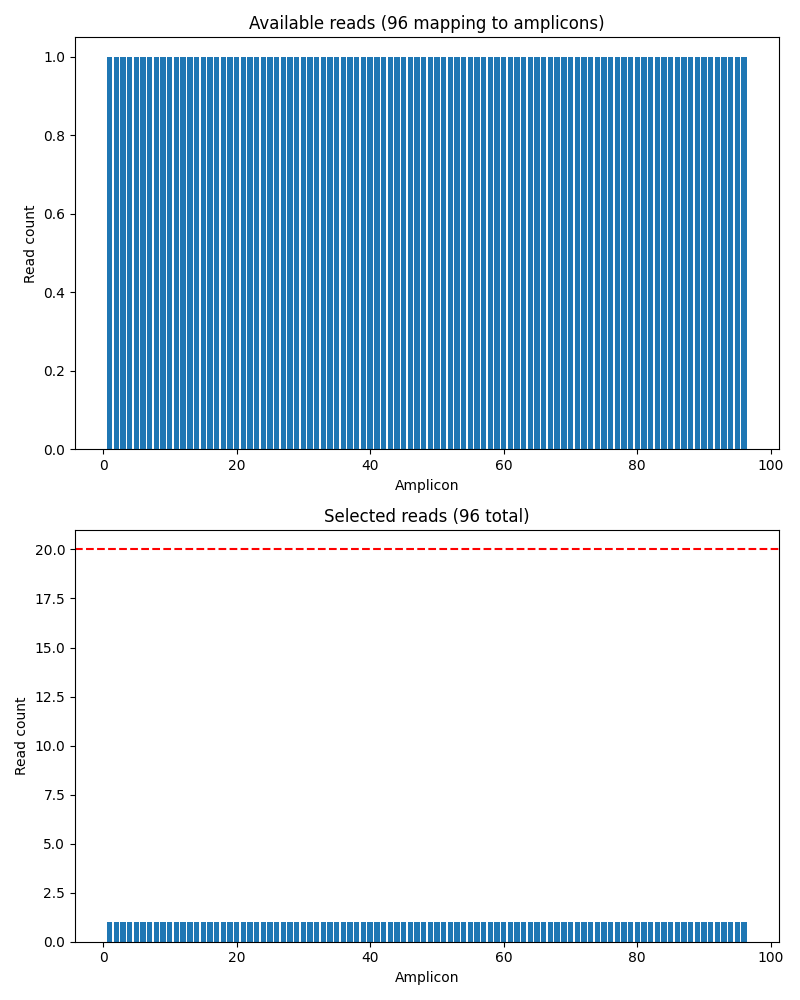 Available reads (96 mapping to amplicons)
1.0
0.8
0.6
0.4
0.2
0.0
Read count
0 20 40 60 80 100
Amplicon
Selected reads (96 total)
20.0
17.5
15.0
12.5
10.0
7.5
5.0
2.5
0.0
Read count
0 20 40 60 80 100
Amplicon